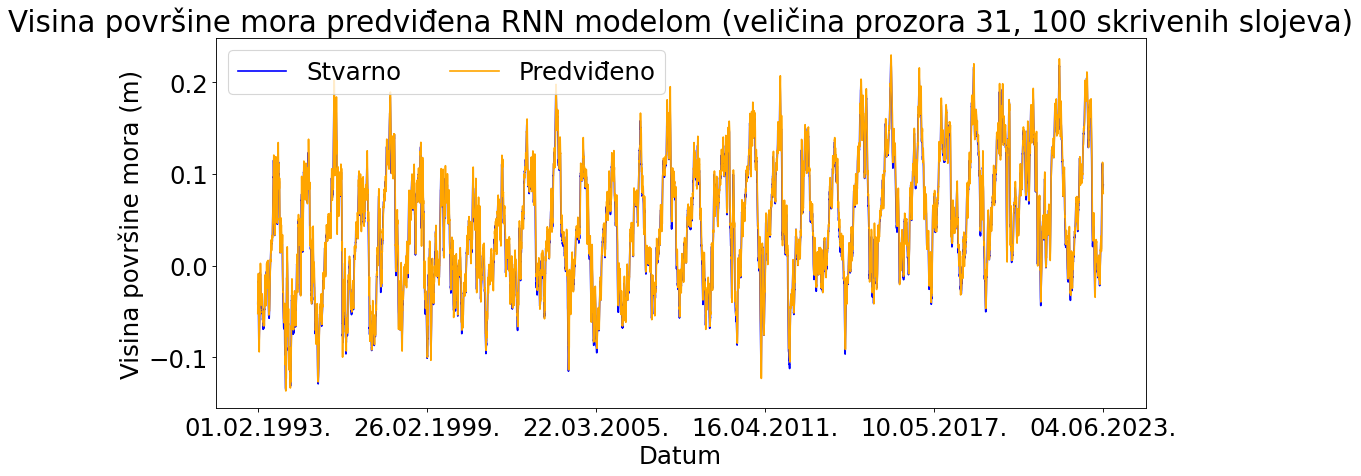 Visina površine mora predviđena RNN modelom (veličina prozora 31, 100 skrivenih slojeva)
Stvarno Predviđeno
Visina površine mora (m)
0.2
0.1
0.0
−0.1
01.02.1993. 26.02.1999. 22.03.2005. 16.04.2011. 10.05.2017. 04.06.2023.
Datum